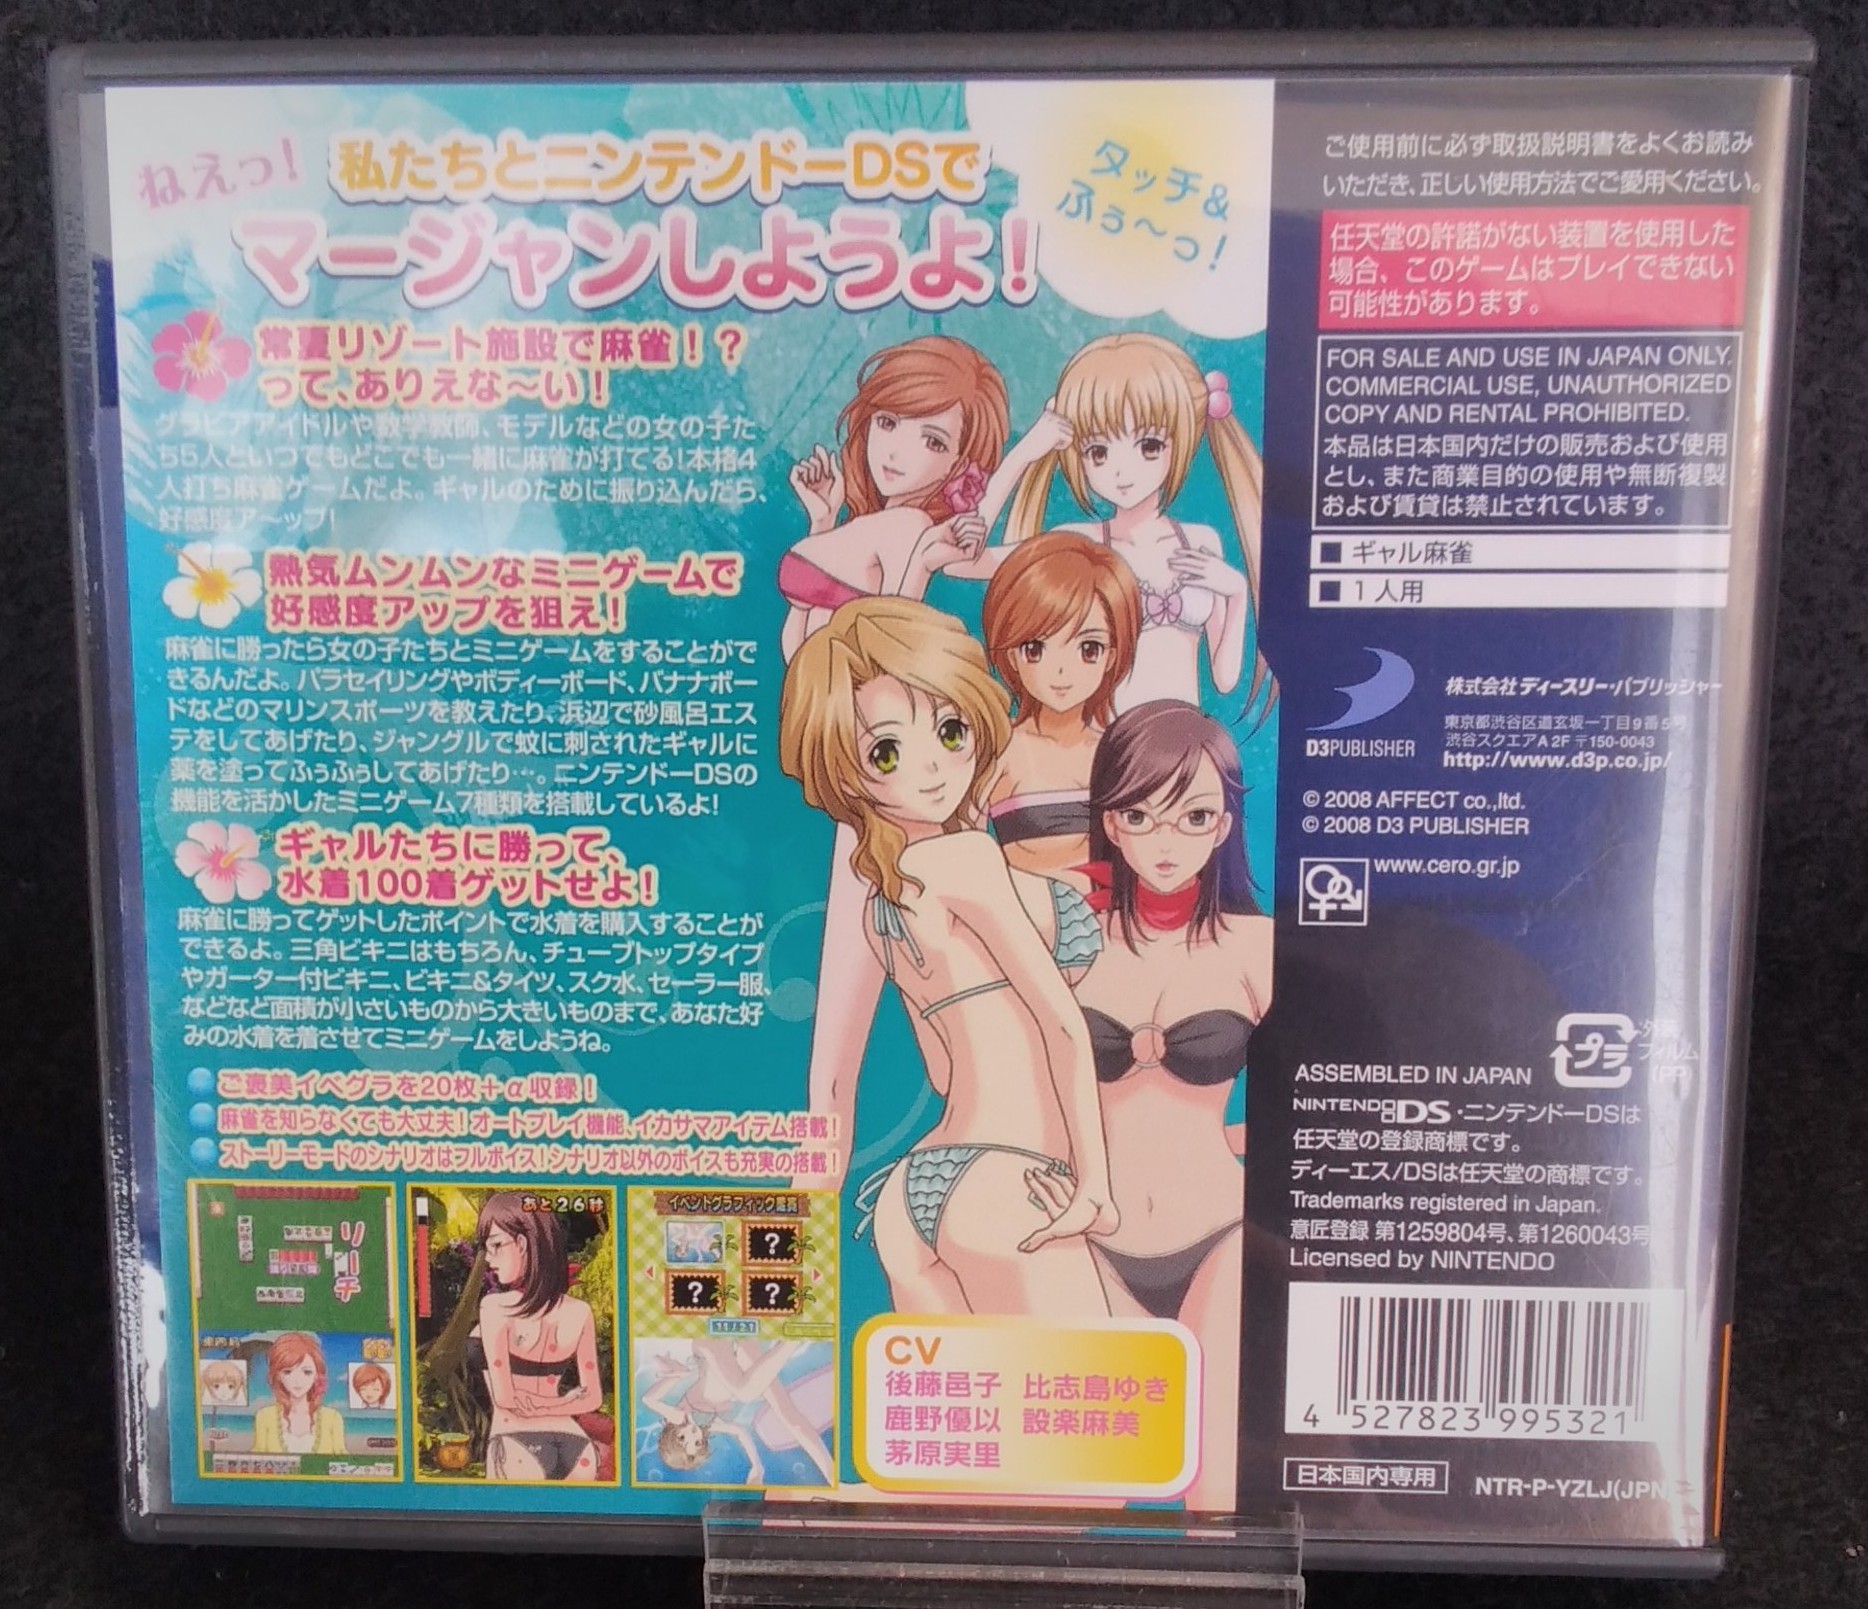 ねえっ!
私たちとニンテンドーDSで
マージャンしようよ!
タッチ&
ふぅ~っ!
常夏リゾート施設で麻雀!?
って、ありえな~い!
グラビアアイドルや数学教師、モデルなどの女の子た
ち5人といつでもどこでも一緒に麻雀が打てる!本格4
人打ち麻雀ゲームだよ。ギャルのために振り込んだら、
好感度ア~ップ!
熱気ムンムンなミニゲームで
好感度アップを狙え!
麻雀に勝ったら女の子たちとミニゲームをすることがで
きるんだよ。パラセイリングやボディーボード、バナナボー
ドなどのマリンスポーツを教えたり、浜辺で砂風呂エス
テをしてあげたり、ジャングルで蚊に刺されたギャルに
薬を塗ってふぅふぅしてあげたり…。ニンテンドーDSの
機能を活かしたミニゲーム7種類を搭載しているよ!
ギャルたちに勝って、
水着100着ゲットせよ!
麻雀に勝ってゲットしたポイントで水着を購入することが
できるよ。三角ビキニはもちろん、チューブトップタイプ
やガーター付ビキニ、ビキニ&タイツ、スク水、セーラー服、
などなど面積が小さいものから大きいものまで、あなた好
みの水着を着させてミニゲームをしようね。
ご褒美イベグラを20枚+α収録!
麻雀を知らなくても大丈夫!オートプレイ機能、イカサマアイテム搭載!
ストーリーモードのシナリオはフルボイス!シナリオ以外のボイスも充実の搭載!
リーチ
あと26秒
イベントグラフィック鑑賞
?
?
?
11/21
CV
後藤邑子 比志島ゆき
鹿野優以 設楽麻美
茅原実里
ご使用前に必ず取扱説明書をよくお読み
いただき、正しい使用方法でご愛用ください。
任天堂の許諾がない装置を使用した
場合、このゲームはプレイできない
可能性があります。
FOR SALE AND USE IN JAPAN ONLY.
COMMERCIAL USE, UNAUTHORIZED
COPY AND RENTAL PROHIBITED.
本品は日本国内だけの販売および使用
とし、また商業目的の使用や無断複製
および賃貸は禁止されています。
■ ギャル麻雀
■ 1人用
株式会社ディースリー・パブリッシャー
東京都渋谷区道玄坂一丁目9番5号
渋谷スクエアA 2F 〒150-0043
D3PUBLISHER
http://www.d3p.co.jp/
© 2008 AFFECT co.,ltd.
© 2008 D3 PUBLISHER
www.cero.gr.jp
プラ
外装
フィルム
(PP)
ASSEMBLED IN JAPAN
NINTENDO DS・ニンテンドーDSは
任天堂の登録商標です。
ディーエス/DSは任天堂の商標です。
Trademarks registered in Japan.
意匠登録 第1259804号、第1260043号
Licensed by NINTENDO
4 527823 995321
日本国内専用
NTR-P-YZLJ(JPN